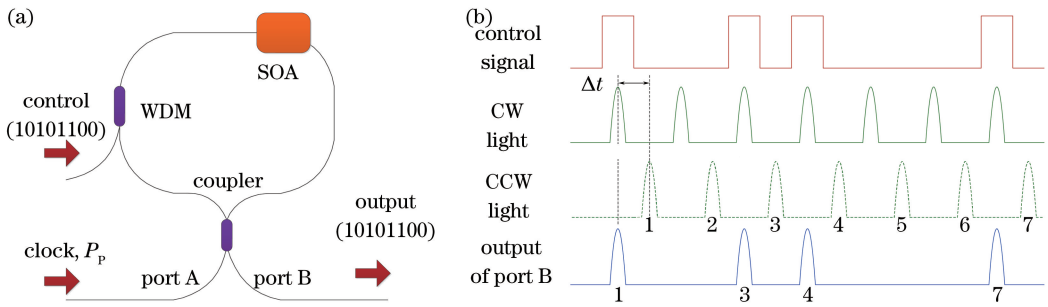 (a)
SOA
control
(10101100)
WDM
coupler
output
(10101100)
clock, Pp
port A
port B
(b)
control
signal
Δt
CW
light
CCW
light
1 2 3 4 5 6 7
output
of port B
1 3 4 7